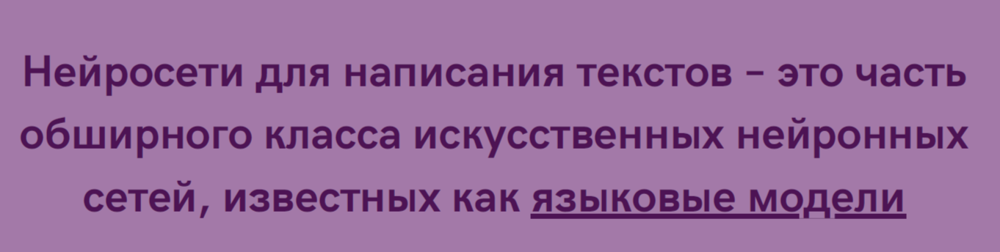 Нейросети для написания текстов – это часть
обширного класса искусственных нейронных
сетей, известных как языковые модели